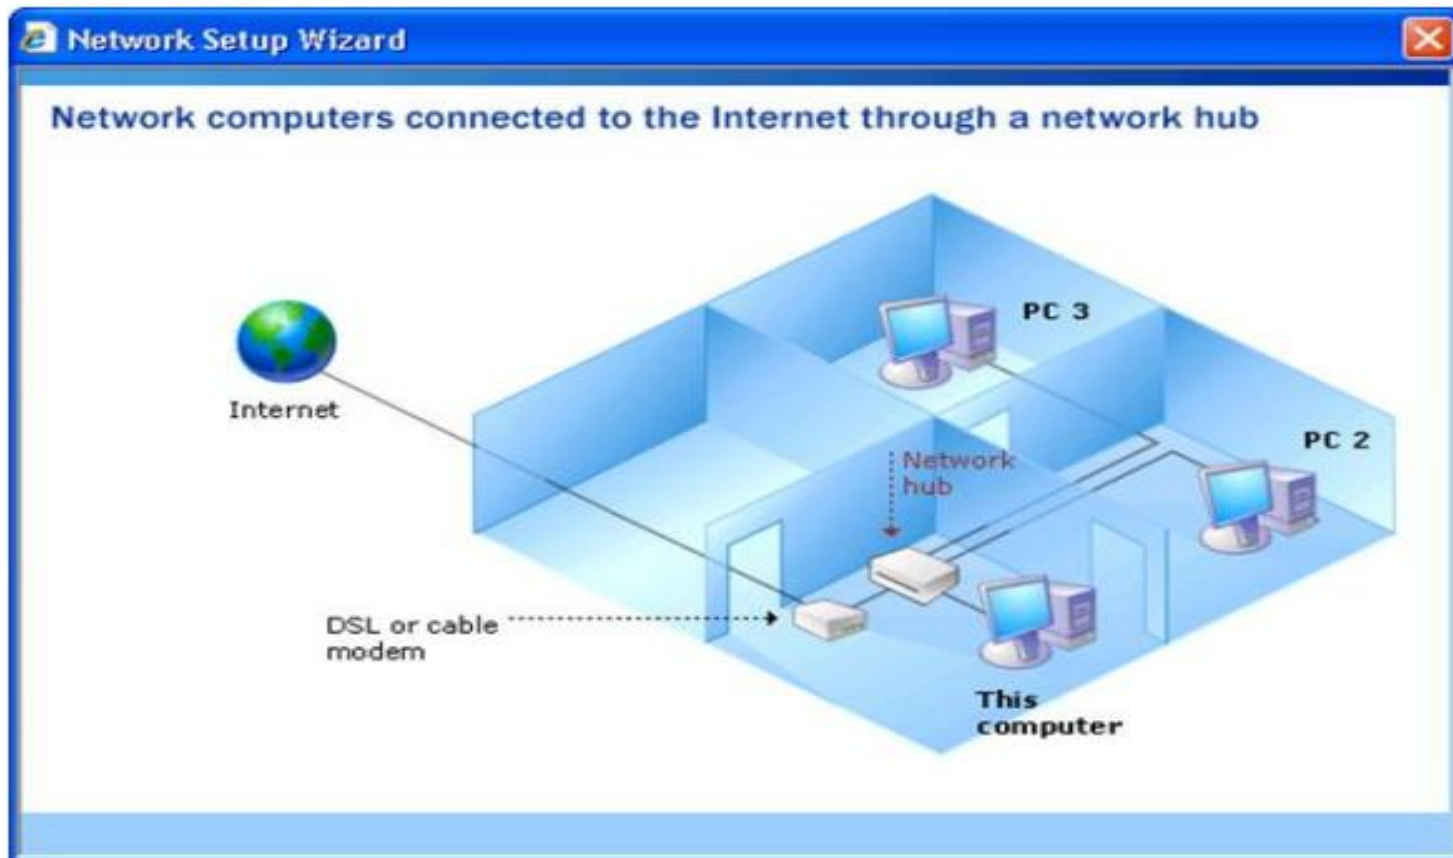 Network Setup Wizard
Network computers connected to the Internet through a network hub
PC 3
Internet
PC 2
Network
hub
DSL or cable
modem
This
computer